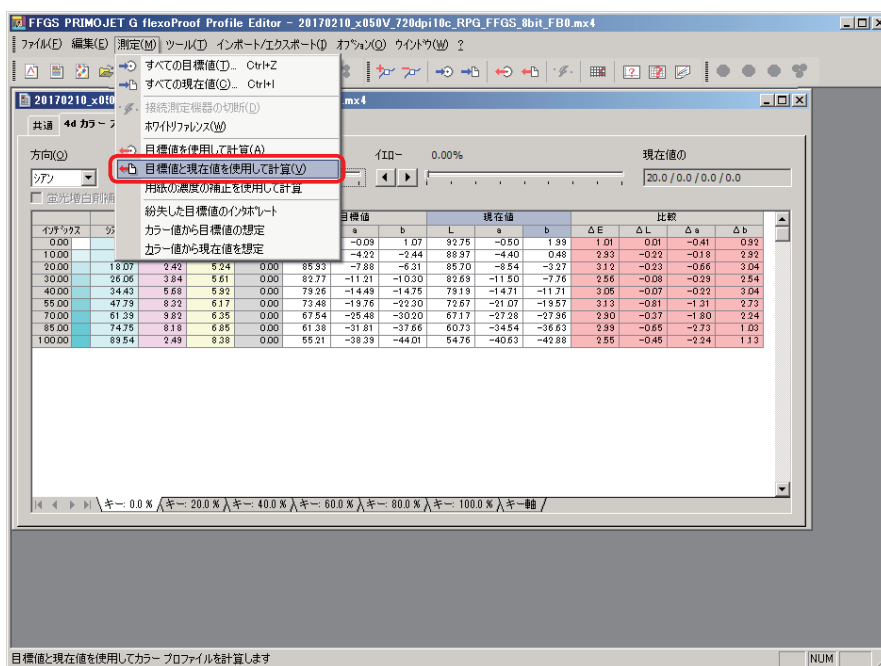 FFGS PRIMOJET G flexoProof Profile Editor - 20170210_x050V_720dpi10c_RPG_FFGS_8bit_FB0.mx4
ファイル(F) 編集(E) 測定(M) ツール(T) インポート/エクスポート(I) オプション(O) ウインドウ(W) ?
すべての目標値(T)... Ctrl+Z
すべての現在値(C)... Ctrl+I
接続測定機器の切断(D)
ホワイトリファレンス(W)
目標値を使用して計算(A)
目標値と現在値を使用して計算(V)
用紙の濃度の補正を使用して計算
紛失した目標値のインタポレート
カラー値から目標値の想定
カラー値から現在値を想定
20170210_x050 .mx4
共通 4d カラー
方向(O) イエロー 0.00% 現在値の
シアン 20.0 / 0.0 / 0.0 / 0.0
蛍光増白剤補
目標値 現在値 比較
インデックス a b L a b ΔE ΔL Δa Δb
0.00 -0.09 1.07 92.75 -0.50 1.99 1.01 0.01 -0.41 0.92
10.00 -4.22 -2.44 88.97 -4.40 0.48 2.93 -0.22 -0.18 2.92
20.00 18.07 2.42 5.24 0.00 85.93 -7.88 -6.31 85.70 -8.54 -3.27 3.12 -0.23 -0.66 3.04
30.00 26.06 3.84 5.61 0.00 82.77 -11.21 -10.30 82.69 -11.50 -7.76 2.56 -0.08 -0.29 2.54
40.00 34.43 5.68 5.92 0.00 79.26 -14.49 -14.75 79.19 -14.71 -11.71 3.05 -0.07 -0.22 3.04
55.00 47.79 8.32 6.17 0.00 73.48 -19.76 -22.30 72.67 -21.07 -19.57 3.13 -0.81 -1.31 2.73
70.00 61.39 9.82 6.35 0.00 67.54 -25.48 -30.20 67.17 -27.28 -27.96 2.90 -0.37 -1.80 2.24
85.00 74.75 8.18 6.85 0.00 61.38 -31.81 -37.66 60.73 -34.54 -36.63 2.99 -0.65 -2.73 1.03
100.00 89.54 2.49 8.38 0.00 55.21 -38.39 -44.01 54.76 -40.63 -42.88 2.55 -0.45 -2.24 1.13
キー: 0.0 % キー: 20.0 % キー: 40.0 % キー: 60.0 % キー: 80.0 % キー: 100.0 % キー軸
目標値と現在値を使用してカラー プロファイルを計算します NUM